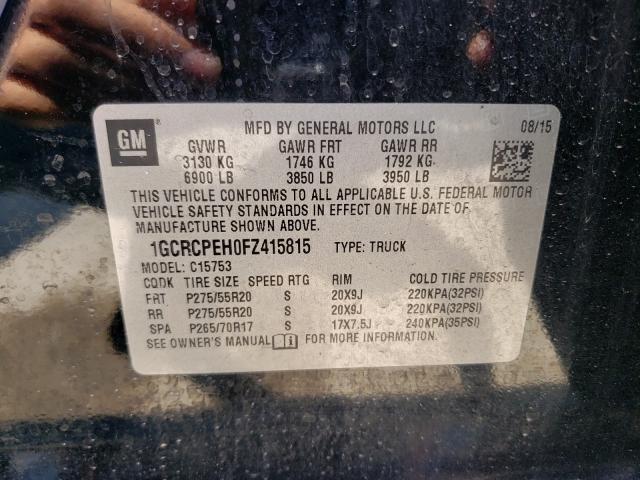 GM
MFD BY GENERAL MOTORS LLC 08/15
GVWR GAWR FRT GAWR RR
3130 KG 1746 KG 1792 KG
6900 LB 3850 LB 3950 LB
THIS VEHICLE CONFORMS TO ALL APPLICABLE U.S. FEDERAL MOTOR
VEHICLE SAFETY STANDARDS IN EFFECT ON THE DATE OF
MANUFACTURE SHOWN ABOVE.
1GCRCPEH0FZ415815 TYPE: TRUCK
MODEL: C15753
CQDK TIRE SIZE SPEED RTG RIM COLD TIRE PRESSURE
FRT P275/55R20 S 20X9J 220KPA(32PSI)
RR P275/55R20 S 20X9J 220KPA(32PSI)
SPA P265/70R17 S 17X7.5J 240KPA(35PSI)
SEE OWNER'S MANUAL FOR MORE INFORMATION.